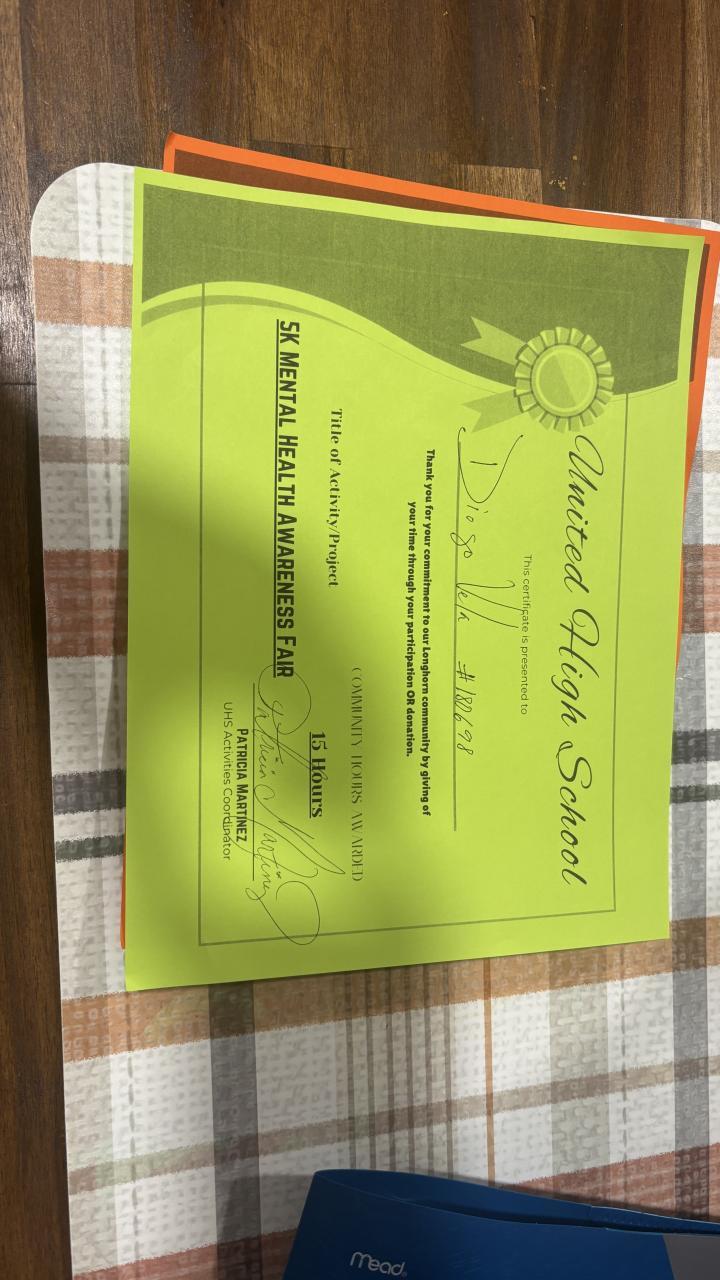 United High School
This certificate is presented to
Diego Vela #180698
Thank you for your commitment to our Longhorn community by giving of
your time through your participation OR donation.
Title of Activity/Project
COMMUNITY HOURS AWARDED
5K MENTAL HEALTH AWARENESS FAIR
15 Hours
Patricia Martinez
PATRICIA MARTINEZ
UHS Activities Coordinator
Mead